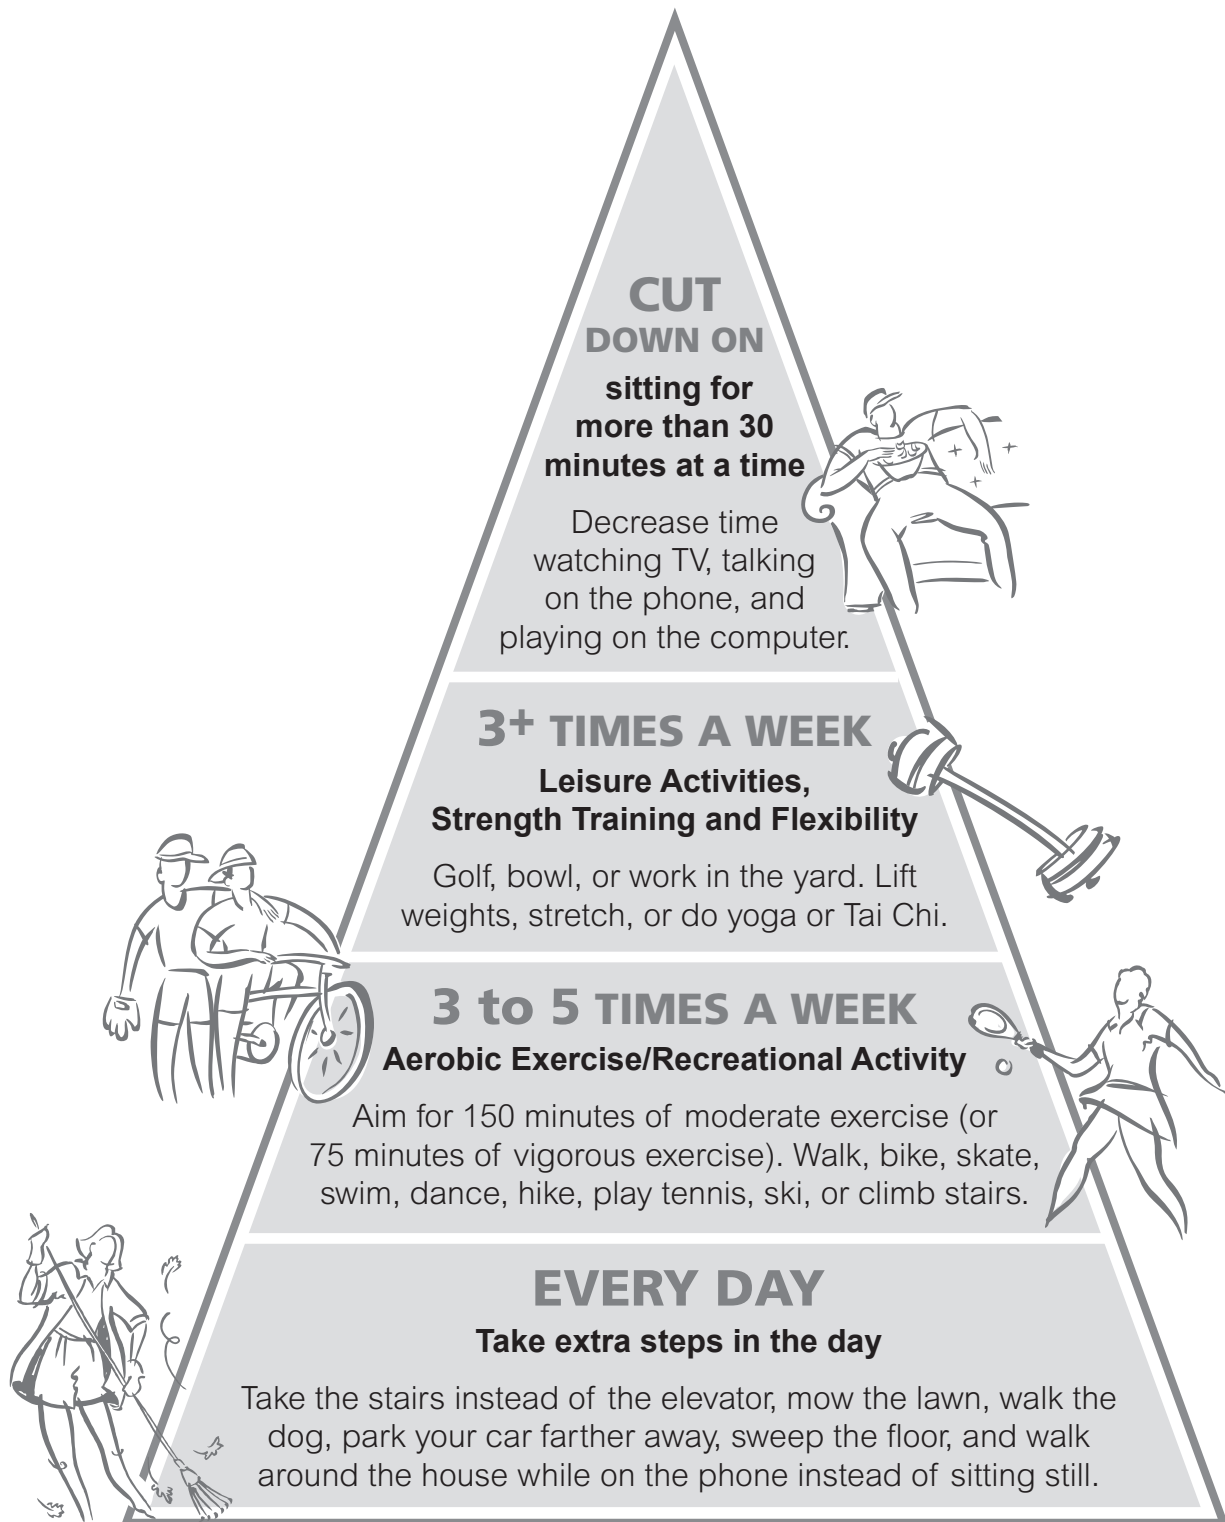 CUT
DOWN ON
sitting for
more than 30
minutes at a time
Decrease time
watching TV, talking
on the phone, and
playing on the computer.
3+ TIMES A WEEK
Leisure Activities,
Strength Training and Flexibility
Golf, bowl, or work in the yard. Lift
weights, stretch, or do yoga or Tai Chi.
3 to 5 TIMES A WEEK
Aerobic Exercise/Recreational Activity
Aim for 150 minutes of moderate exercise (or
75 minutes of vigorous exercise). Walk, bike, skate,
swim, dance, hike, play tennis, ski, or climb stairs.
EVERY DAY
Take extra steps in the day
Take the stairs instead of the elevator, mow the lawn, walk the
dog, park your car farther away, sweep the floor, and walk
around the house while on the phone instead of sitting still.